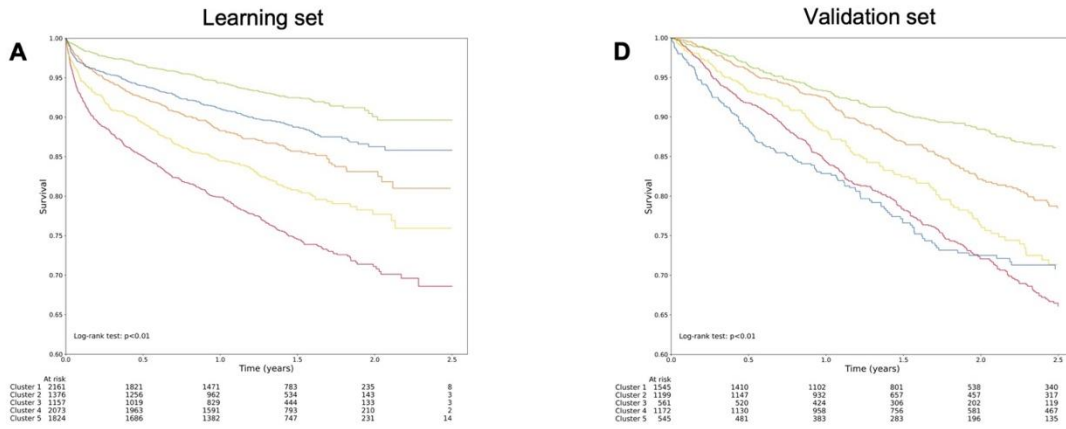 Learning set
Validation set
A
D
1.00
0.95
0.90
0.85
0.80
0.75
0.70
0.65
0.60
Survival
Log-rank test: p<0.01
0.0 0.5 1.0 1.5 2.0 2.5
Time (years)
At risk
Cluster 1 2161 1821 1471 783 235 8
Cluster 2 1376 1256 962 534 143 3
Cluster 3 1157 1019 829 444 133 3
Cluster 4 2073 1963 1591 793 210 2
Cluster 5 1824 1686 1382 747 231 14
1.00
0.95
0.90
0.85
0.80
0.75
0.70
0.65
0.60
Survival
Log-rank test: p<0.01
0.0 0.5 1.0 1.5 2.0 2.5
Time (years)
At risk
Cluster 1 1545 1410 1102 801 538 340
Cluster 2 1199 1147 932 657 457 317
Cluster 3 561 520 424 306 202 119
Cluster 4 1172 1130 958 756 581 467
Cluster 5 545 481 383 283 196 135